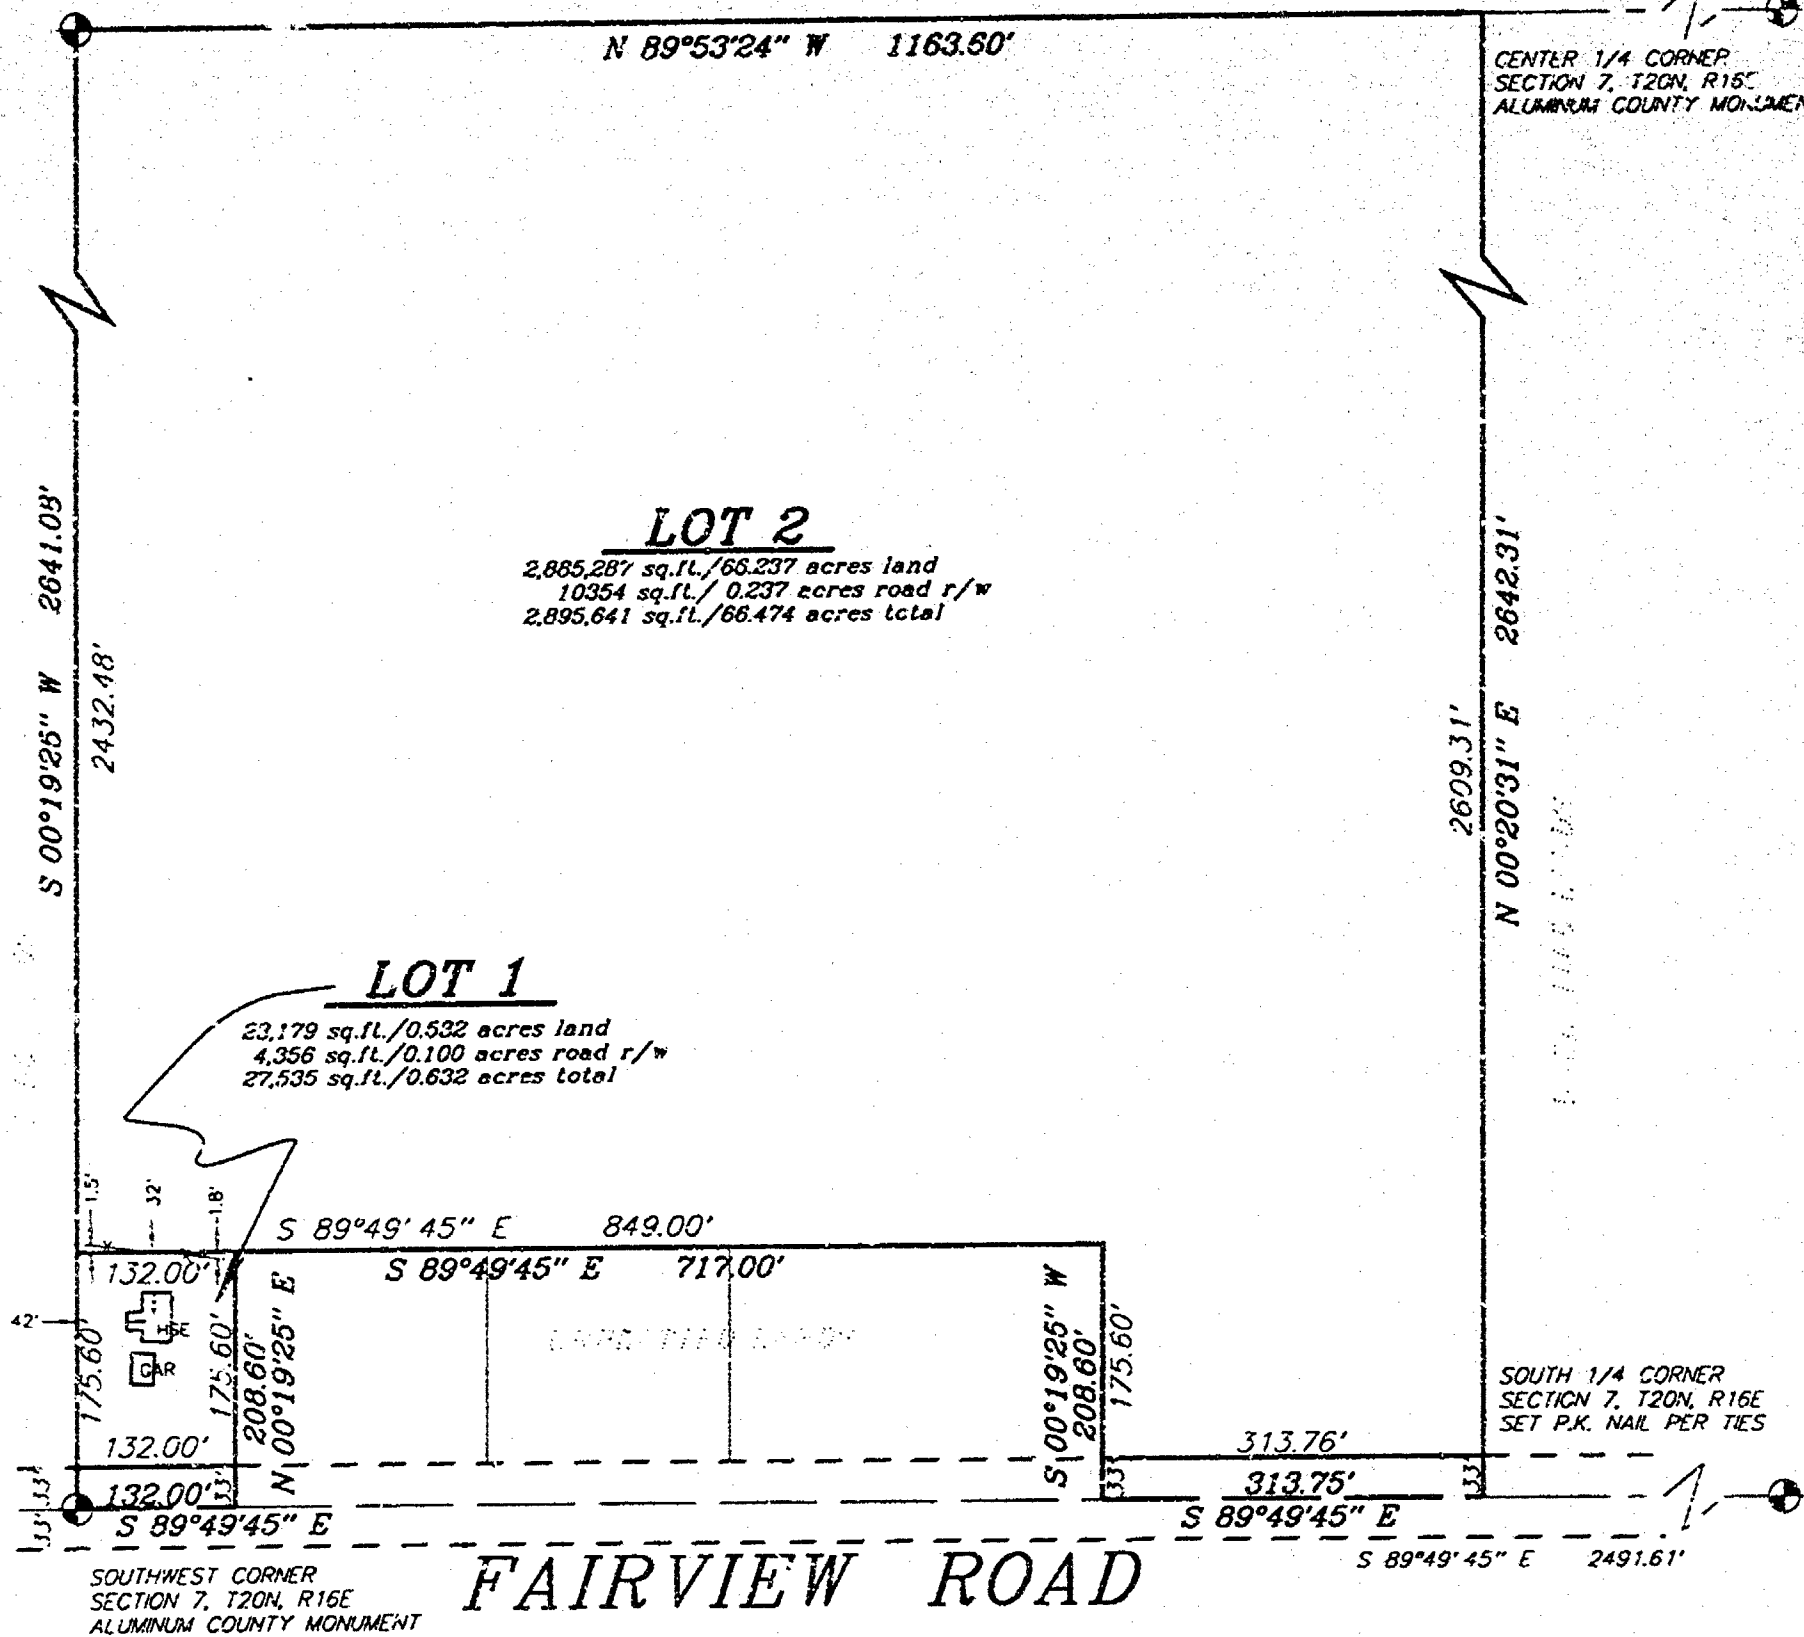 N 89°53'24" W 1163.60'
CENTER 1/4 CORNER
SECTION 7, T20N,
ALUMINUM COUNTY
S 00°19'25" W 2641.08'
2432.48'
LOT 2
2,885,287 sq.ft./66.237 acres land
10354 sq.ft./ 0.237 acres road r/w
2,895,641 sq.ft./66.474 acres total
2609.31'
N 00°20'31" E 2642.31'
LOT 1
23,179 sq.ft./0.532 acres land
4,356 sq.ft./0.100 acres road r/w
27,535 sq.ft./0.632 acres total
1.5'
32'
1.8'
S 89°49'45" E 849.00'
132.00'
S 89°49'45" E 717.00'
42'
HSE
GAR
175.60'
175.60'
208.60'
N 00°19'25" E
S 00°19'25" W
208.60'
175.60'
SOUTH 1/4 CORNER
SECTION 7, T20N, R16E
SET P.K. NAIL PER TIES
132.00'
313.76'
33'
33'
132.00'
33'
33'
313.75'
33'
S 89°49'45" E
S 89°49'45" E
S 89°49'45" E 2491.61'
SOUTHWEST CORNER
SECTION 7, T20N, R16E
ALUMINUM COUNTY MONUMENT
FAIRVIEW ROAD